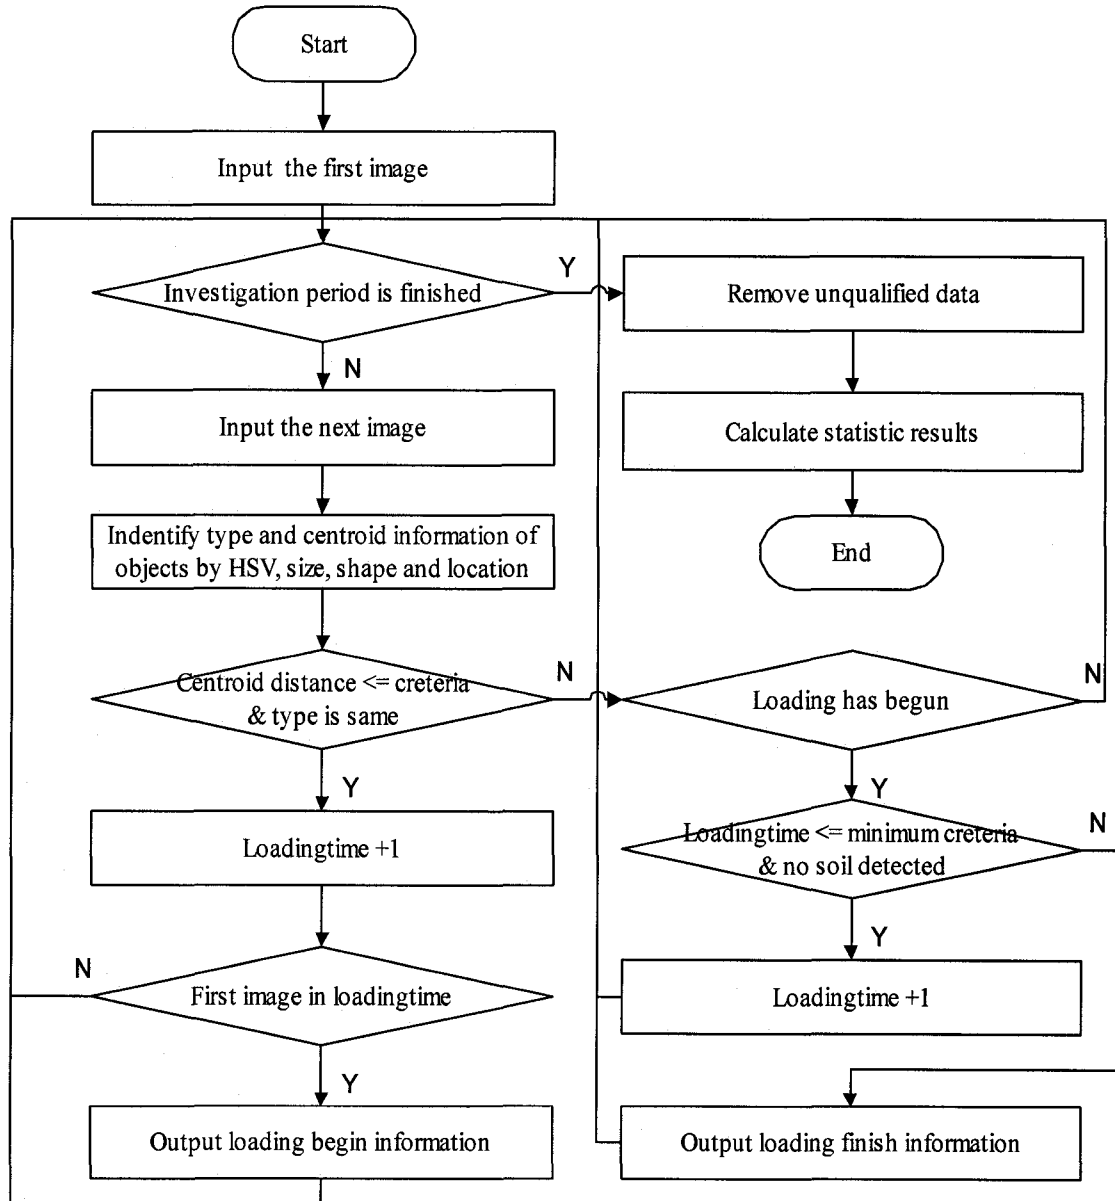 Start
Input the first image
Investigation period is finished
Y
N
Remove unqualified data
Input the next image
Calculate statistic results
Indentify type and centroid information of
objects by HSV, size, shape and location
End
Centroid distance <= creteria
& type is same
N
Y
Loading has begun
N
Y
Loadingtime +1
Loadingtime <= minimum creteria
& no soil detected
N
Y
First image in loadingtime
N
Y
Loadingtime +1
Output loading begin information
Output loading finish information